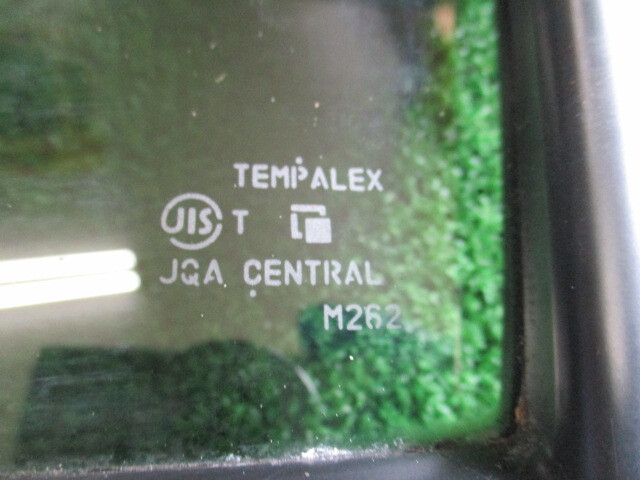 TEMPALEX
JIS T
JQA CENTRAL
M262